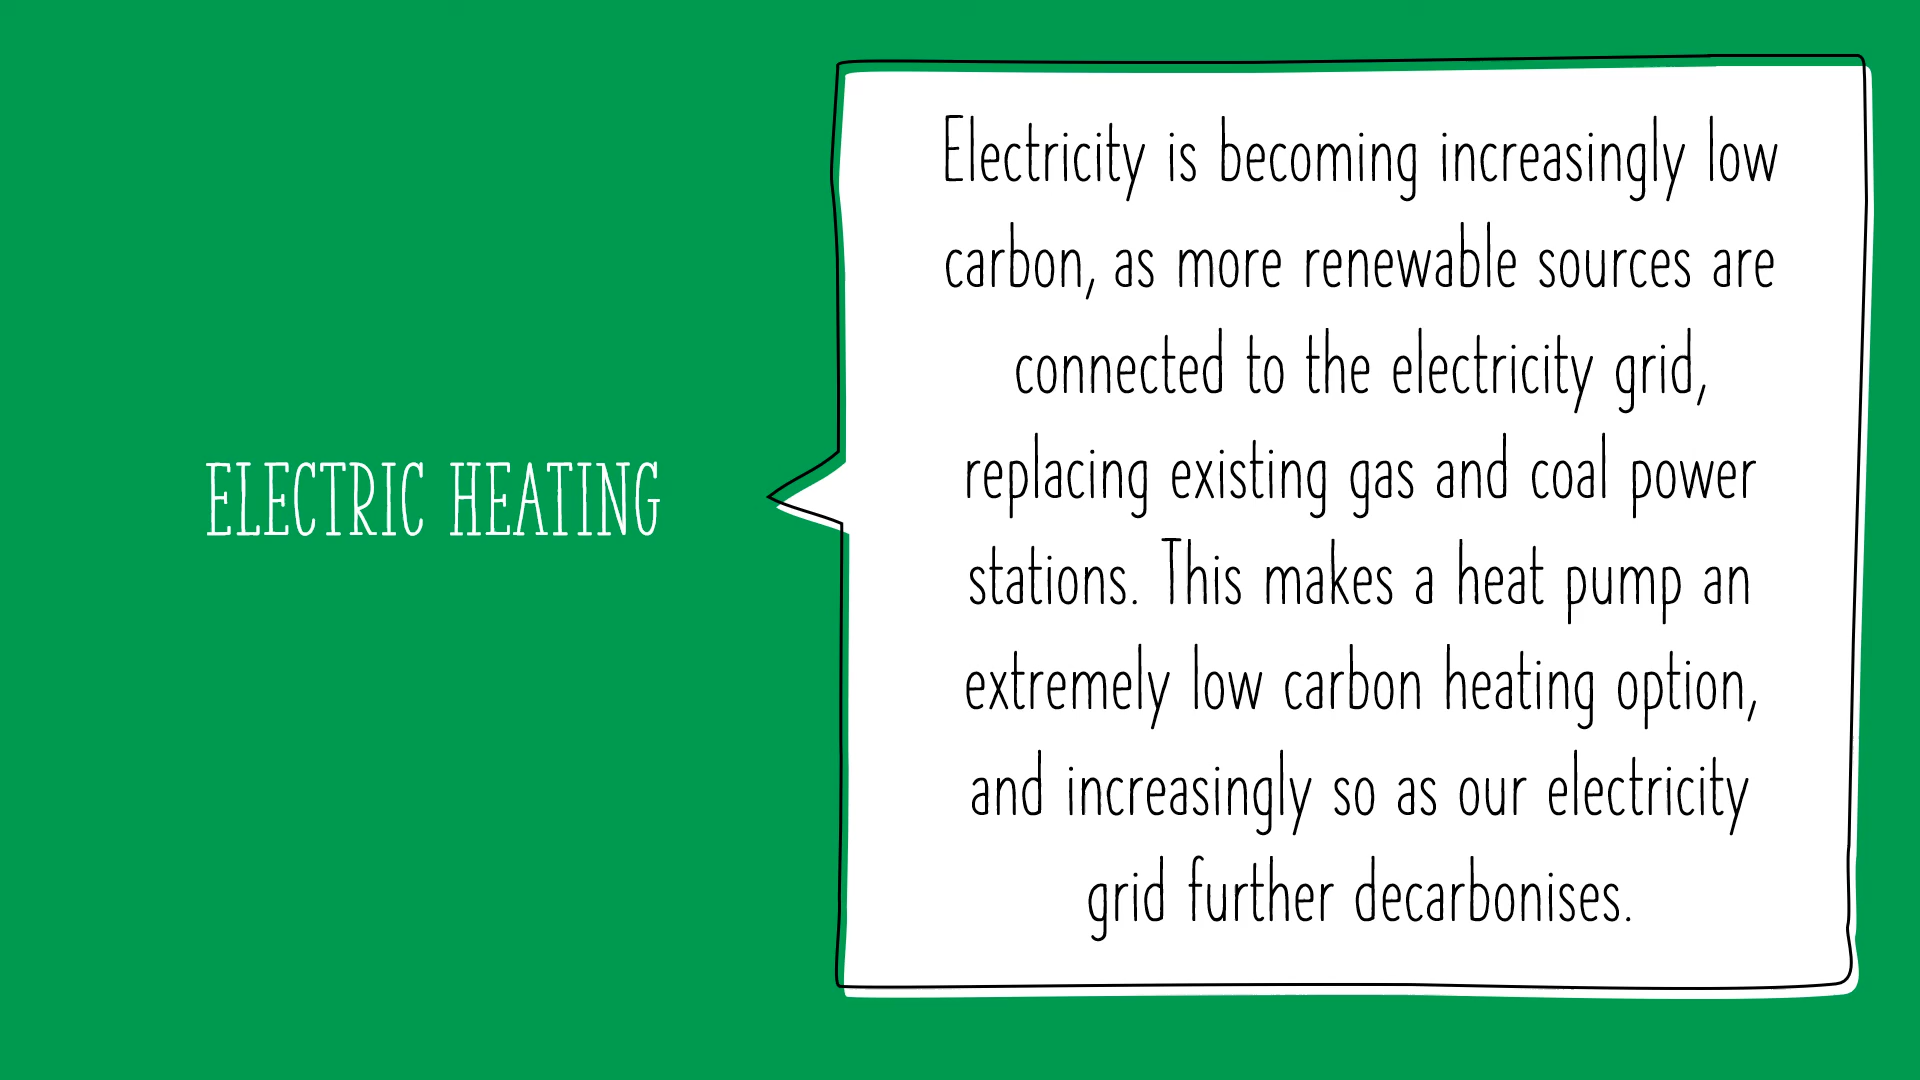 ELECTRIC HEATING
Electricity is becoming increasingly low
carbon, as more renewable sources are
connected to the electricity grid,
replacing existing gas and coal power
stations. This makes a heat pump an
extremely low carbon heating option,
and increasingly so as our electricity
grid further decarbonises.